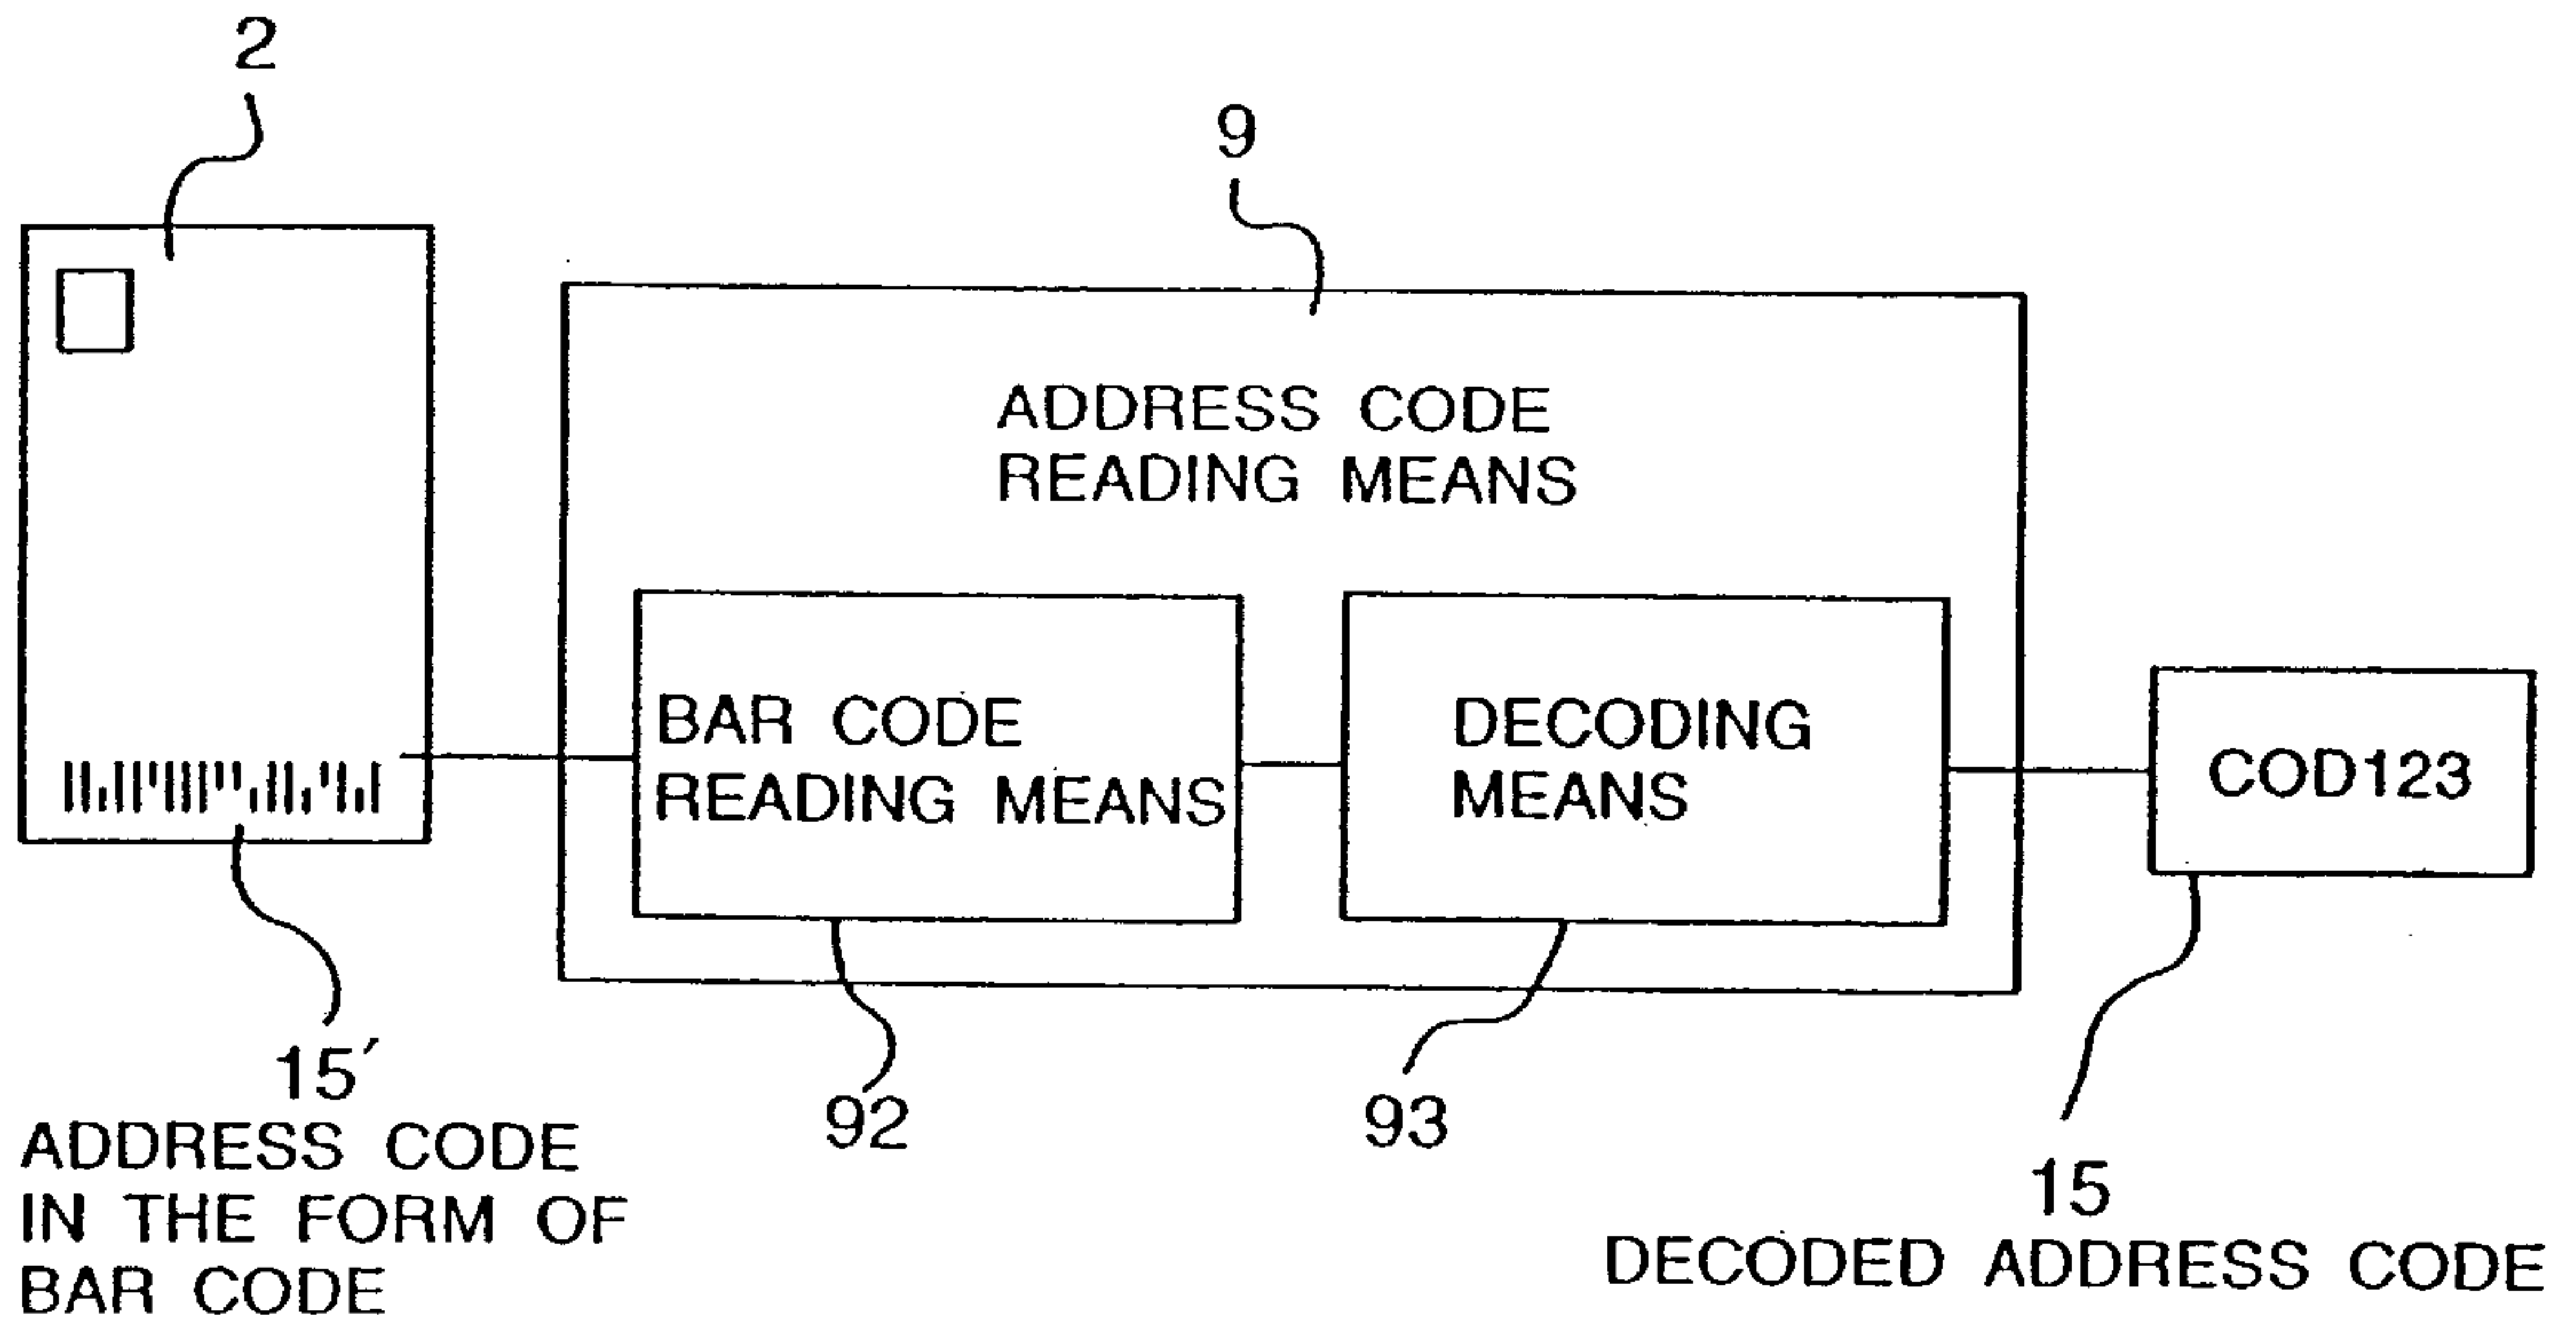 2
9
ADDRESS CODE
READING MEANS
BAR CODE
READING MEANS
DECODING
MEANS
COD123
15′
ADDRESS CODE
IN THE FORM OF
BAR CODE
92
93
15
DECODED ADDRESS CODE